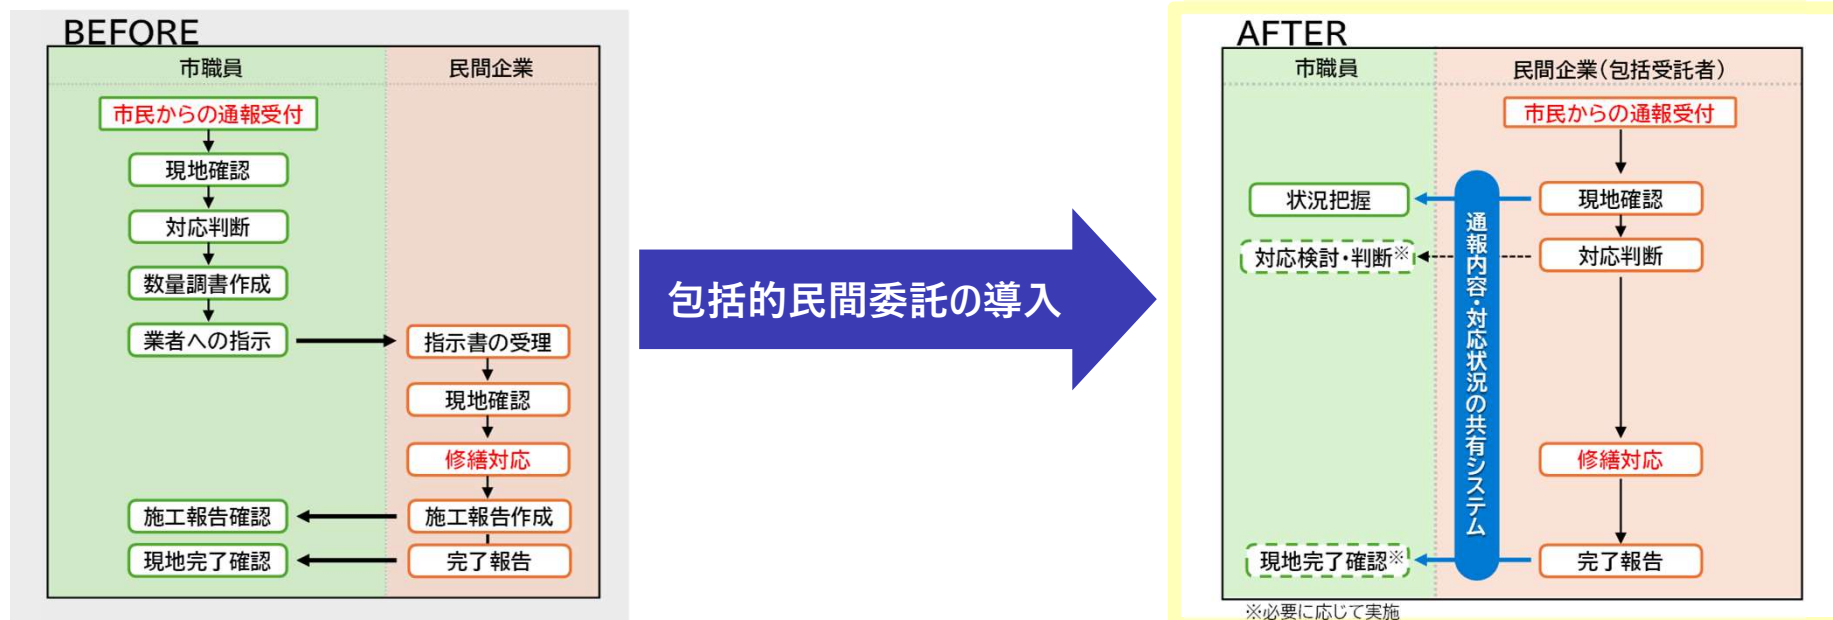 BEFORE
市職員
民間企業
市民からの通報受付
現地確認
対応判断
数量調書作成
業者への指示
指示書の受理
現地確認
修繕対応
施工報告確認
施工報告作成
現地完了確認
完了報告
包括的民間委託の導入
AFTER
市職員
民間企業(包括受託者)
市民からの通報受付
状況把握
現地確認
対応検討・判断※
対応判断
通報内容・対応状況の共有システム
修繕対応
現地完了確認※
完了報告
※必要に応じて実施